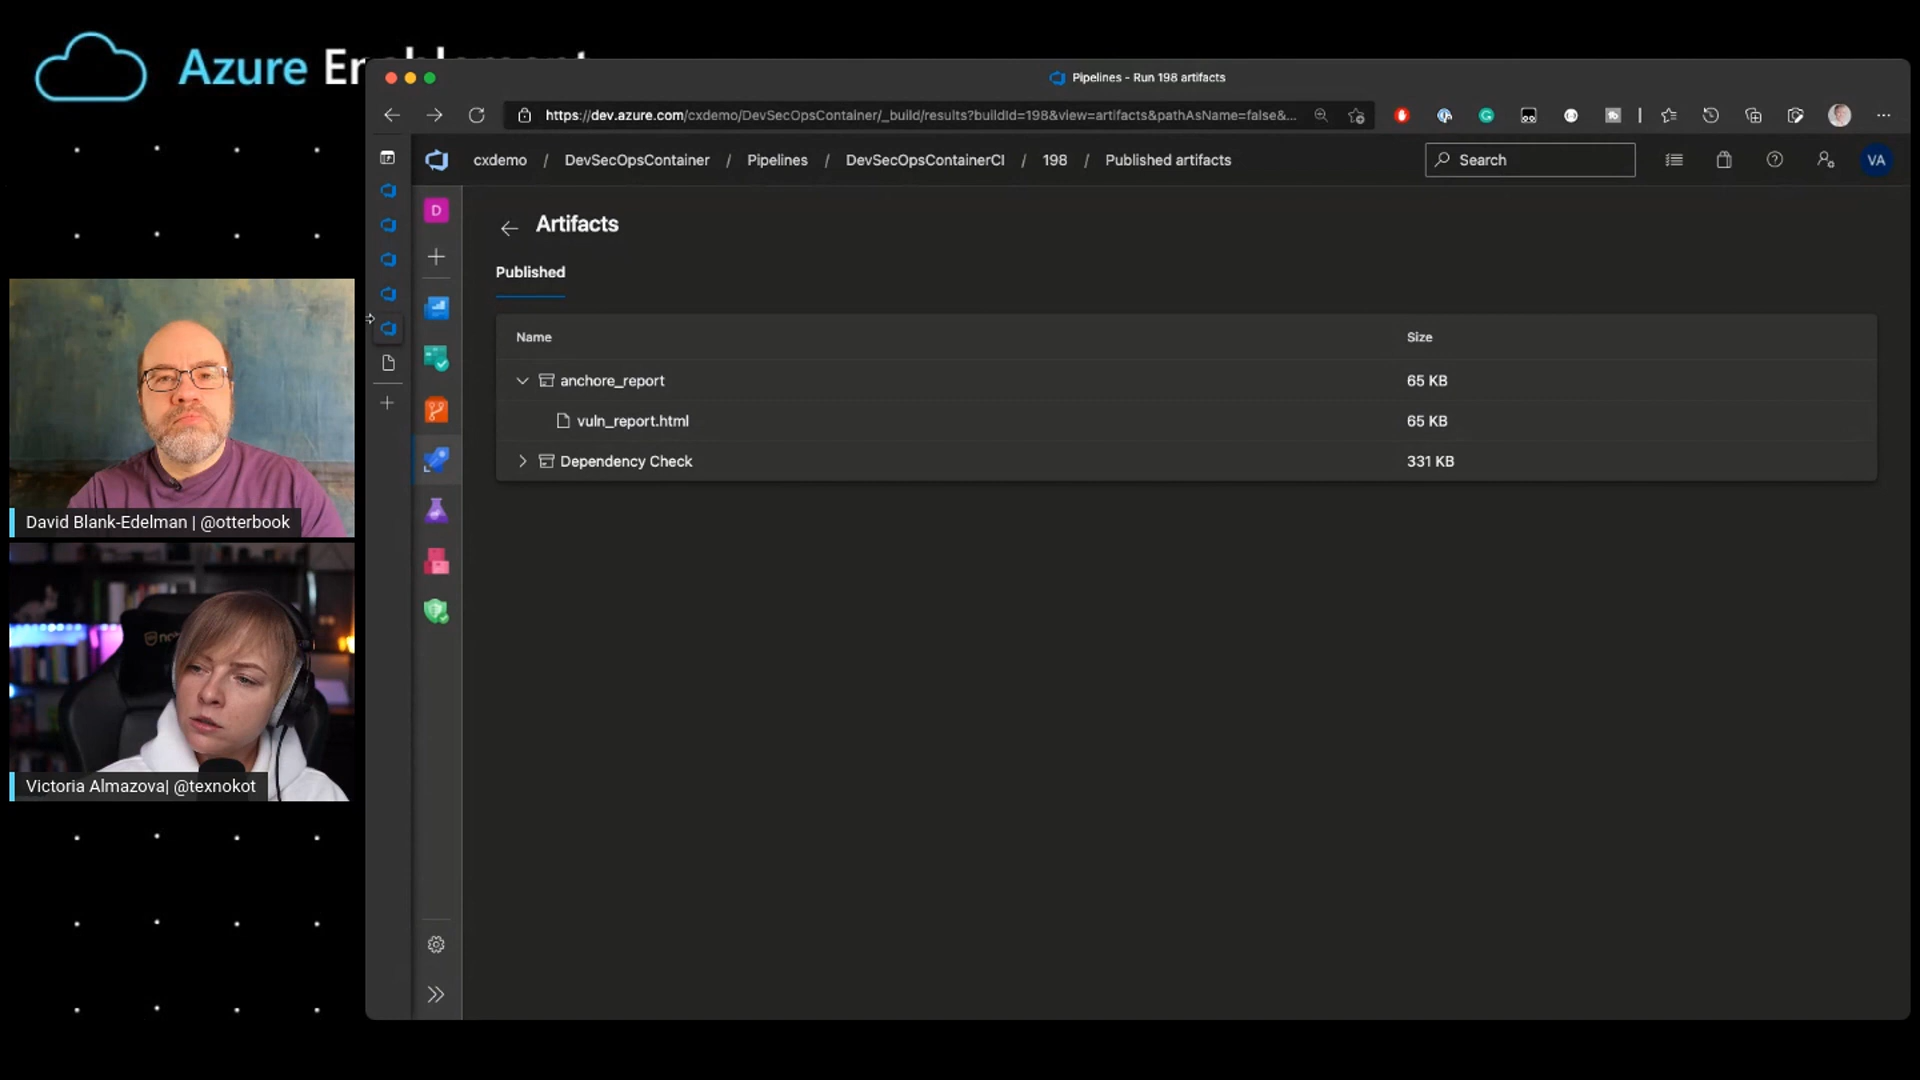 Azure En
Pipelines - Run 198 artifacts
https://dev.azure.com/cxdemo/DevSecOpsContainer/_build/results?buildId=198&view=artifacts&pathAsName=false&...
cxdemo / DevSecOpsContainer / Pipelines / DevSecOpsContainerCI / 198 / Published artifacts
Search
VA
D
Artifacts
Published
Name Size
anchore_report 65 KB
vuln_report.html 65 KB
Dependency Check 331 KB
David Blank-Edelman | @otterbook
Victoria Almazova| @texnokot